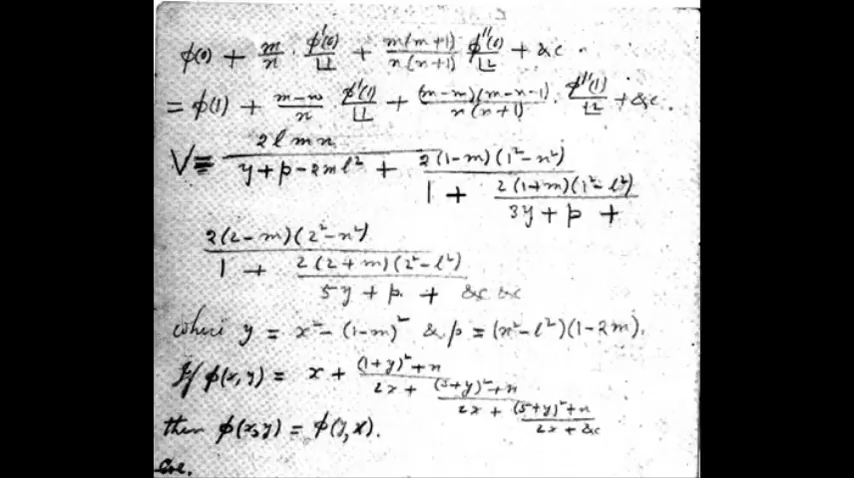 φ(0) + m/n · φ'(0)/⌊1 + m(m+1)/n(n+1) φ''(0)/⌊2 + &c.
= φ(1) + m-n/n φ'(1)/⌊1 + (n-m)(m-n-1)/n(n+1) · φ''(1)/⌊2 + &c.
V = 2lmn/y+p-2ml² + 2(1-m)(1²-n²)/1 + 2(1+m)(1²-l²)/3y+p +
2(2-m)(2²-n²)/1 + 2(2+m)(2²-l²)/5y+p + &c &c
where y = x²-(1-m)² & p = (n²-l²)(1-2m).
If φ(x,y) = x + (1+y)²+n/2x + (3+y)²+n/2x + (5+y)²+n/2x + &c
then φ(x,y) = φ(y,x).